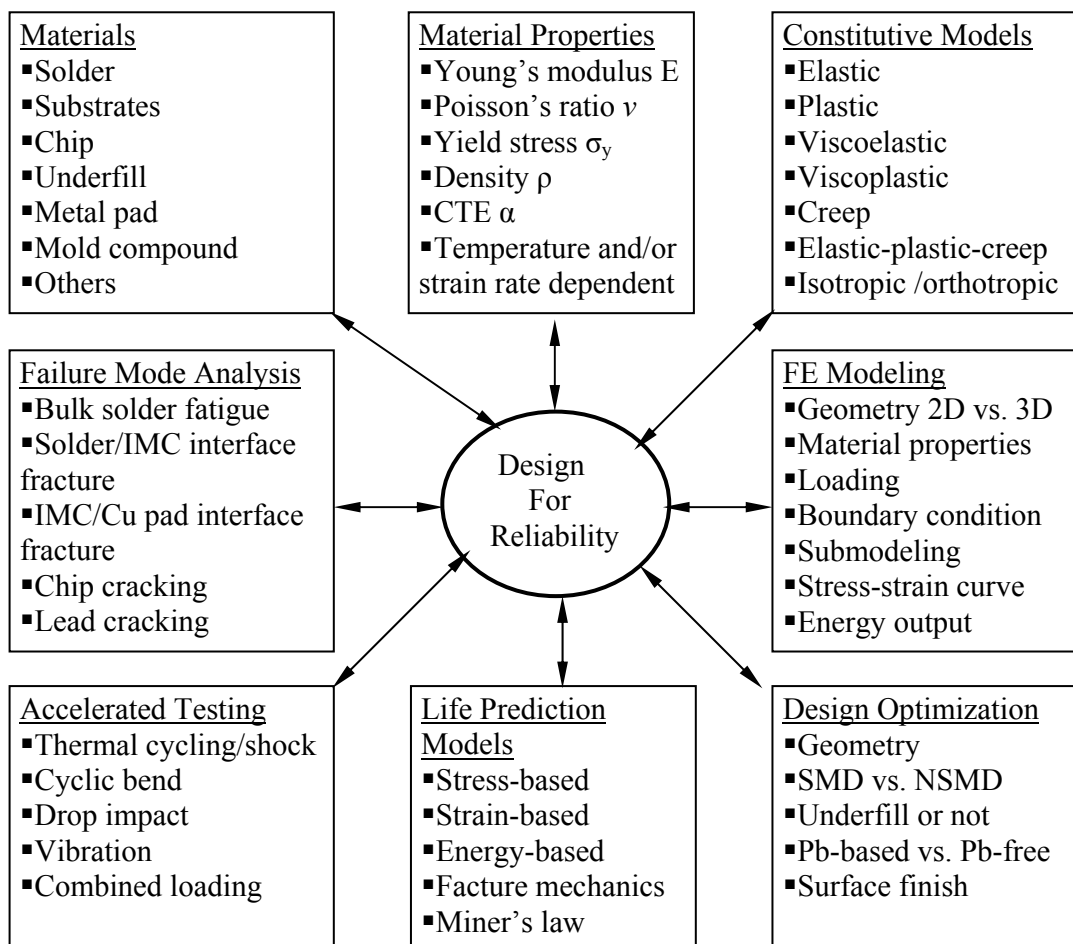 Materials
▪Solder
▪Substrates
▪Chip
▪Underfill
▪Metal pad
▪Mold compound
▪Others
Material Properties
▪Young’s modulus E
▪Poisson’s ratio ν
▪Yield stress σy
▪Density ρ
▪CTE α
▪Temperature and/or
strain rate dependent
Constitutive Models
▪Elastic
▪Plastic
▪Viscoelastic
▪Viscoplastic
▪Creep
▪Elastic-plastic-creep
▪Isotropic /orthotropic
Failure Mode Analysis
▪Bulk solder fatigue
▪Solder/IMC interface
fracture
▪IMC/Cu pad interface
fracture
▪Chip cracking
▪Lead cracking
Design
For
Reliability
FE Modeling
▪Geometry 2D vs. 3D
▪Material properties
▪Loading
▪Boundary condition
▪Submodeling
▪Stress-strain curve
▪Energy output
Accelerated Testing
▪Thermal cycling/shock
▪Cyclic bend
▪Drop impact
▪Vibration
▪Combined loading
Life Prediction
Models
▪Stress-based
▪Strain-based
▪Energy-based
▪Facture mechanics
▪Miner’s law
Design Optimization
▪Geometry
▪SMD vs. NSMD
▪Underfill or not
▪Pb-based vs. Pb-free
▪Surface finish